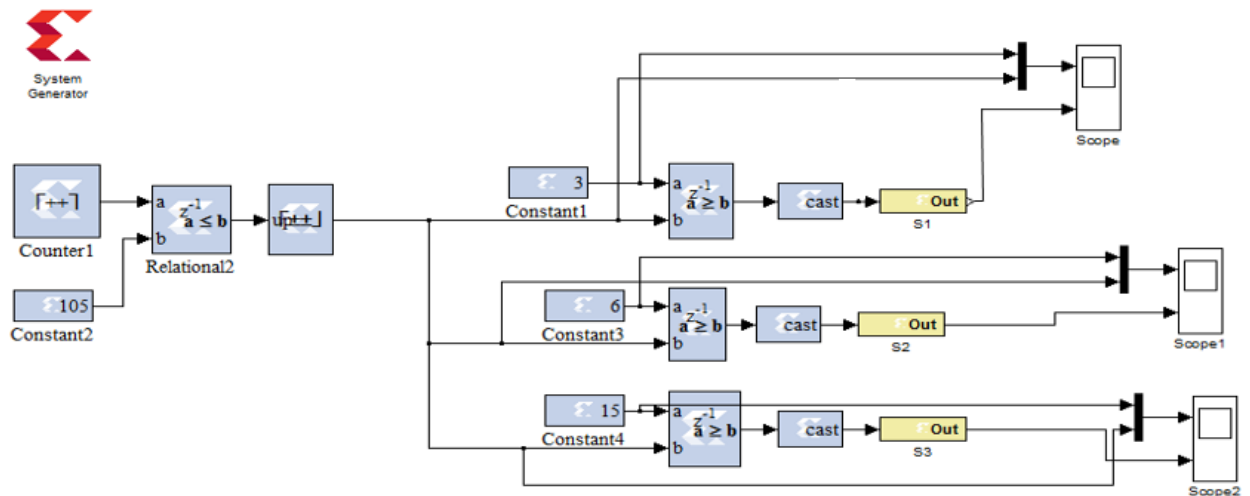 System
Generator
[++]
Counter1
105
Constant2
a
b
z-1
a ≤ b
Relational2
up
++
3
Constant1
a
b
z-1
a ≥ b
cast
Out
S1
Scope
6
Constant3
a
b
z-1
a ≥ b
cast
Out
S2
Scope1
15
Constant4
a
b
z-1
a ≥ b
cast
Out
S3
Scope2